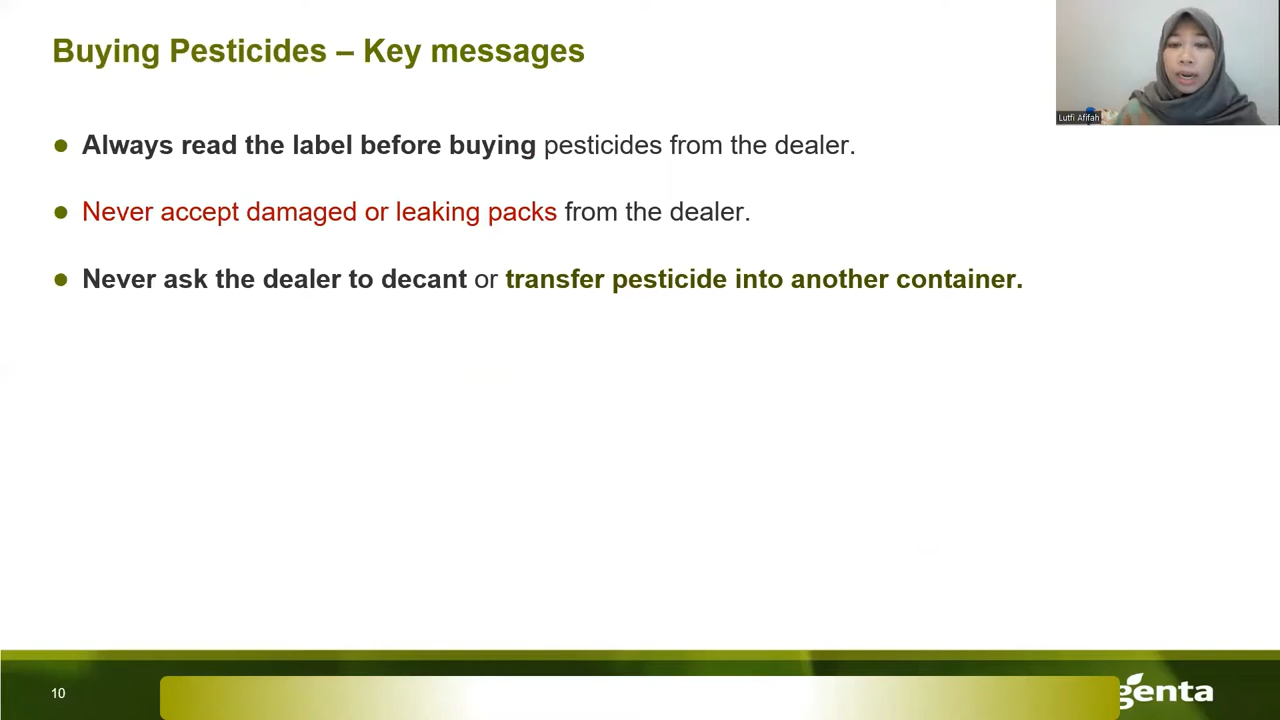 Buying Pesticides – Key messages
Lutfi Afifah
● Always read the label before buying pesticides from the dealer.
● Never accept damaged or leaking packs from the dealer.
● Never ask the dealer to decant or transfer pesticide into another container.
10
genta